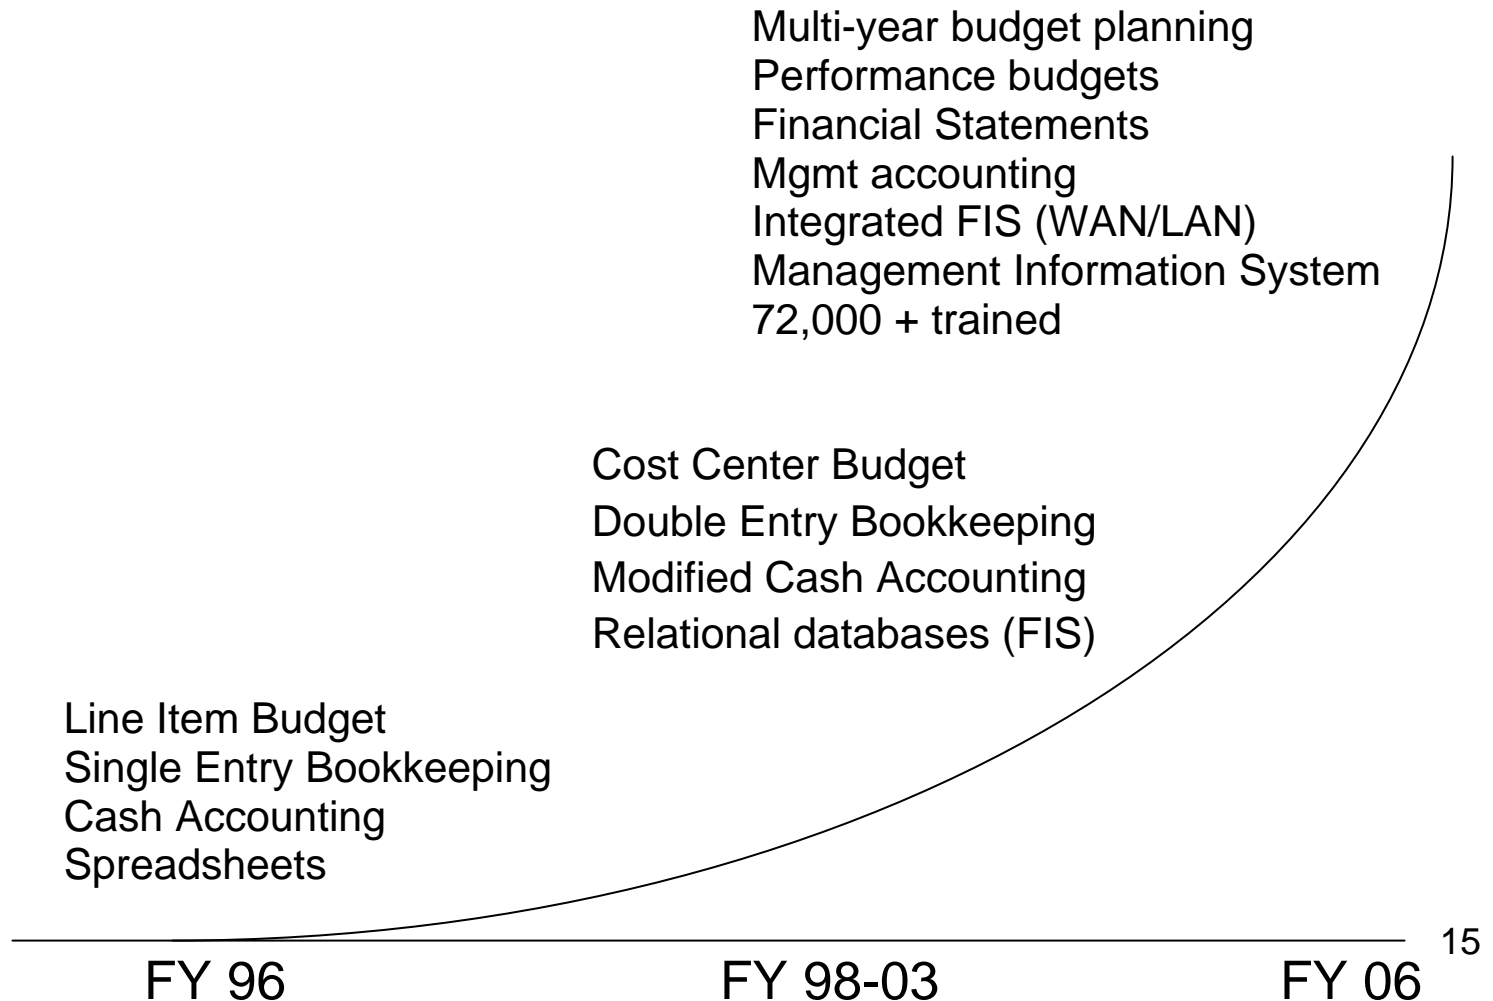 Multi-year budget planning
Performance budgets
Financial Statements
Mgmt accounting
Integrated FIS (WAN/LAN)
Management Information System
72,000 + trained
Cost Center Budget
Double Entry Bookkeeping
Modified Cash Accounting
Relational databases (FIS)
Line Item Budget
Single Entry Bookkeeping
Cash Accounting
Spreadsheets
FY 96
FY 98-03
FY 06
15